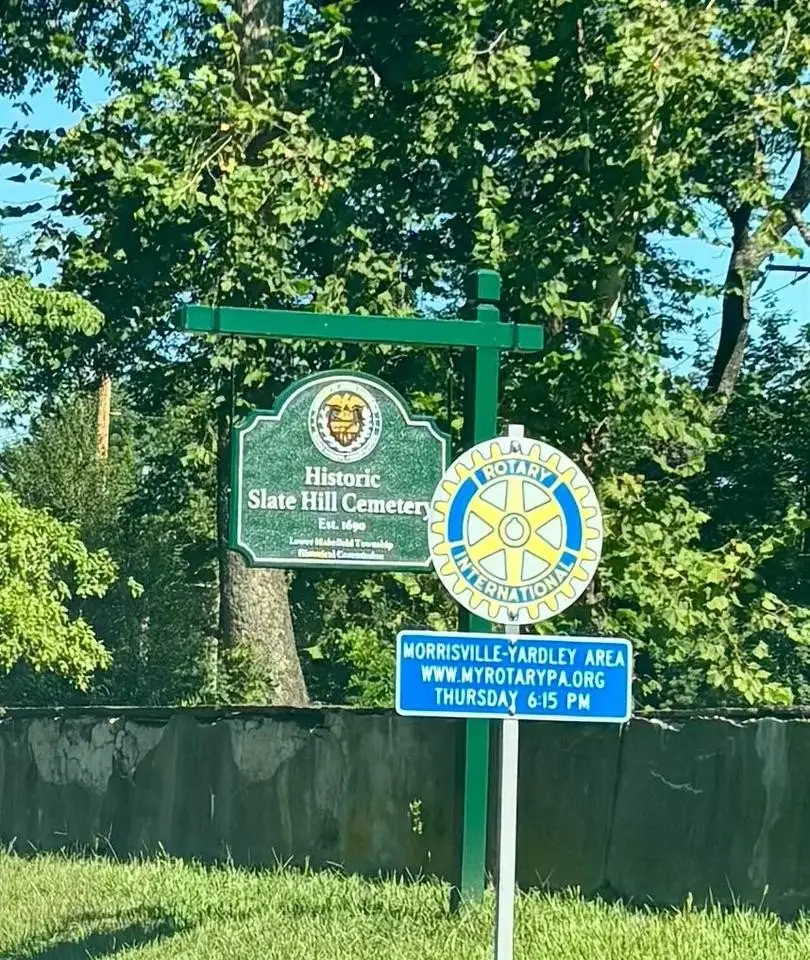 Historic
Slate Hill Cemetery
Est. 1690
Lower Makefield Township
Historical Commission
ROTARY
INTERNATIONAL
MORRISVILLE-YARDLEY AREA
WWW.MYROTARYPA.ORG
THURSDAY 6:15 PM